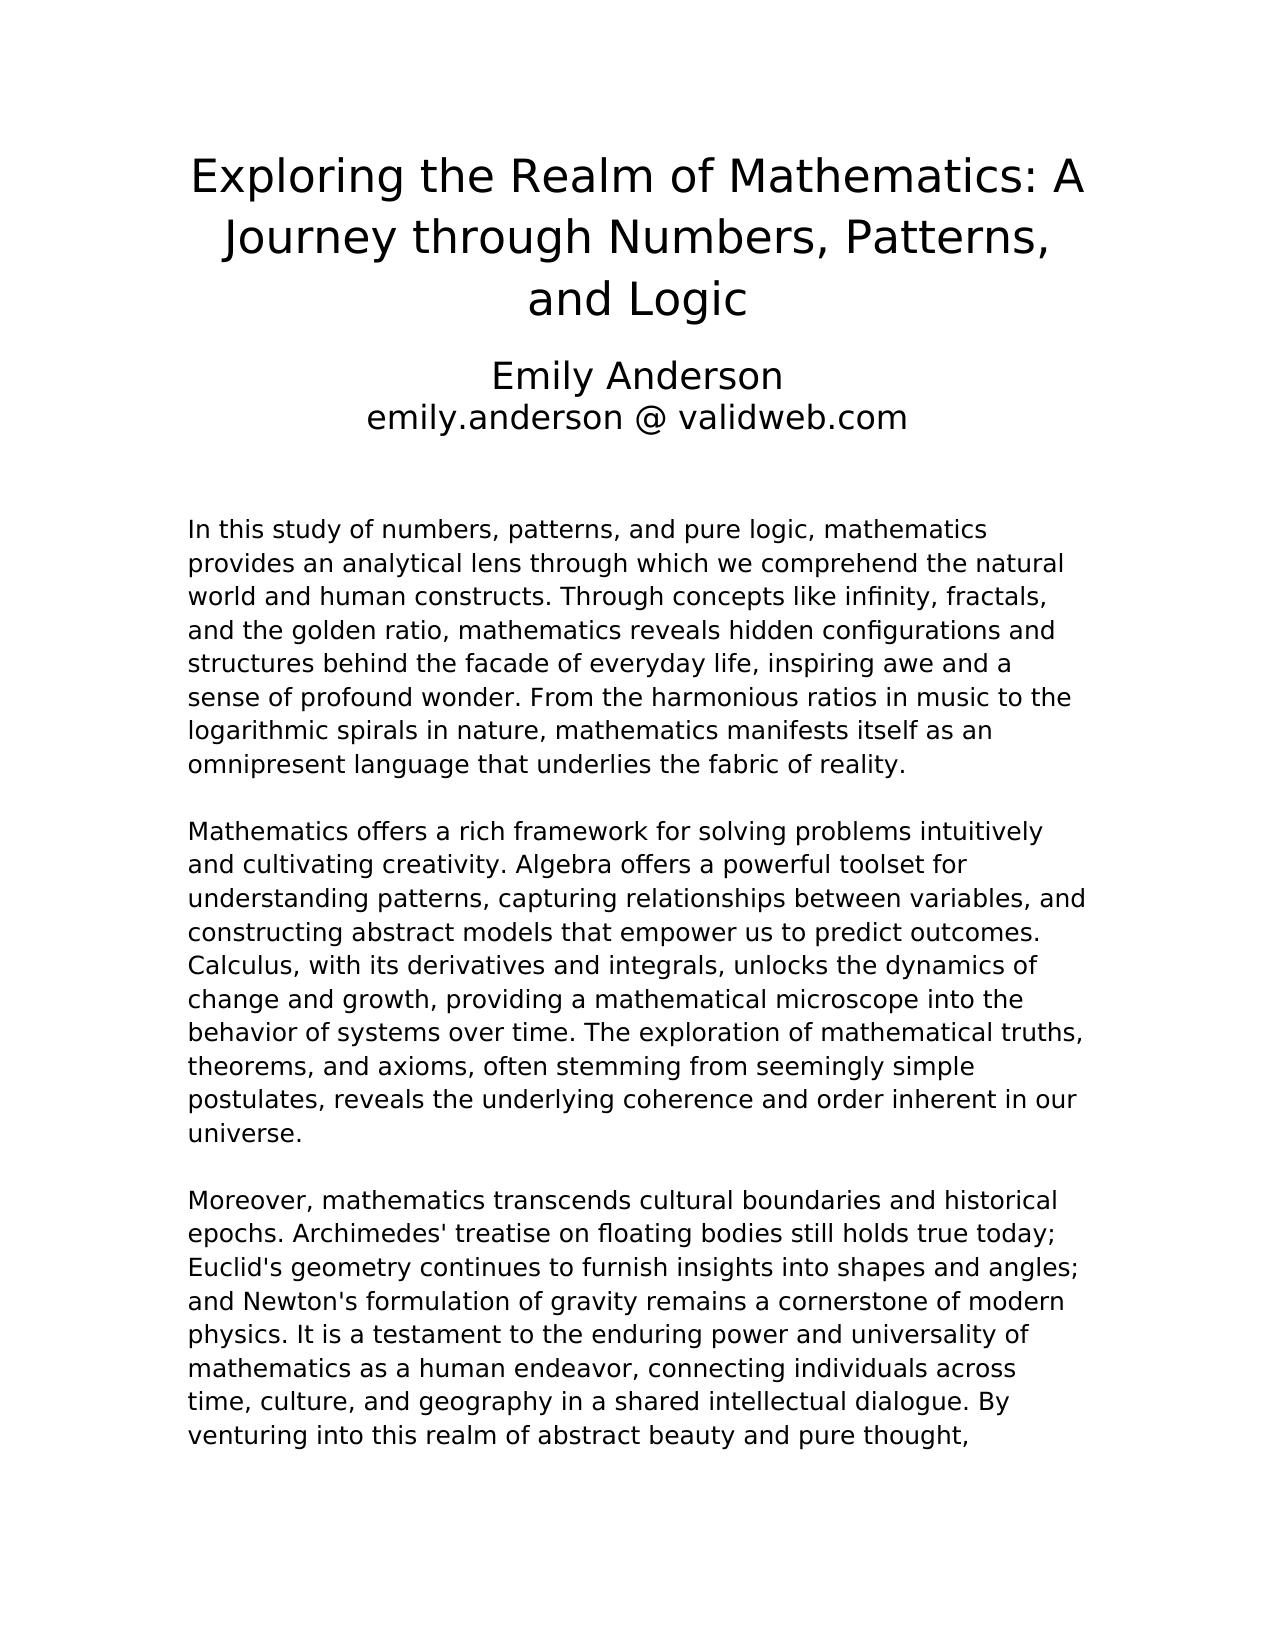 Exploring the Realm of Mathematics: A
Journey through Numbers, Patterns,
and Logic
Emily Anderson
emily.anderson @ validweb.com
In this study of numbers, patterns, and pure logic, mathematics
provides an analytical lens through which we comprehend the natural
world and human constructs. Through concepts like infinity, fractals,
and the golden ratio, mathematics reveals hidden configurations and
structures behind the facade of everyday life, inspiring awe and a
sense of profound wonder. From the harmonious ratios in music to the
logarithmic spirals in nature, mathematics manifests itself as an
omnipresent language that underlies the fabric of reality.
Mathematics offers a rich framework for solving problems intuitively
and cultivating creativity. Algebra offers a powerful toolset for
understanding patterns, capturing relationships between variables, and
constructing abstract models that empower us to predict outcomes.
Calculus, with its derivatives and integrals, unlocks the dynamics of
change and growth, providing a mathematical microscope into the
behavior of systems over time. The exploration of mathematical truths,
theorems, and axioms, often stemming from seemingly simple
postulates, reveals the underlying coherence and order inherent in our
universe.
Moreover, mathematics transcends cultural boundaries and historical
epochs. Archimedes' treatise on floating bodies still holds true today;
Euclid's geometry continues to furnish insights into shapes and angles;
and Newton's formulation of gravity remains a cornerstone of modern
physics. It is a testament to the enduring power and universality of
mathematics as a human endeavor, connecting individuals across
time, culture, and geography in a shared intellectual dialogue. By
venturing into this realm of abstract beauty and pure thought,